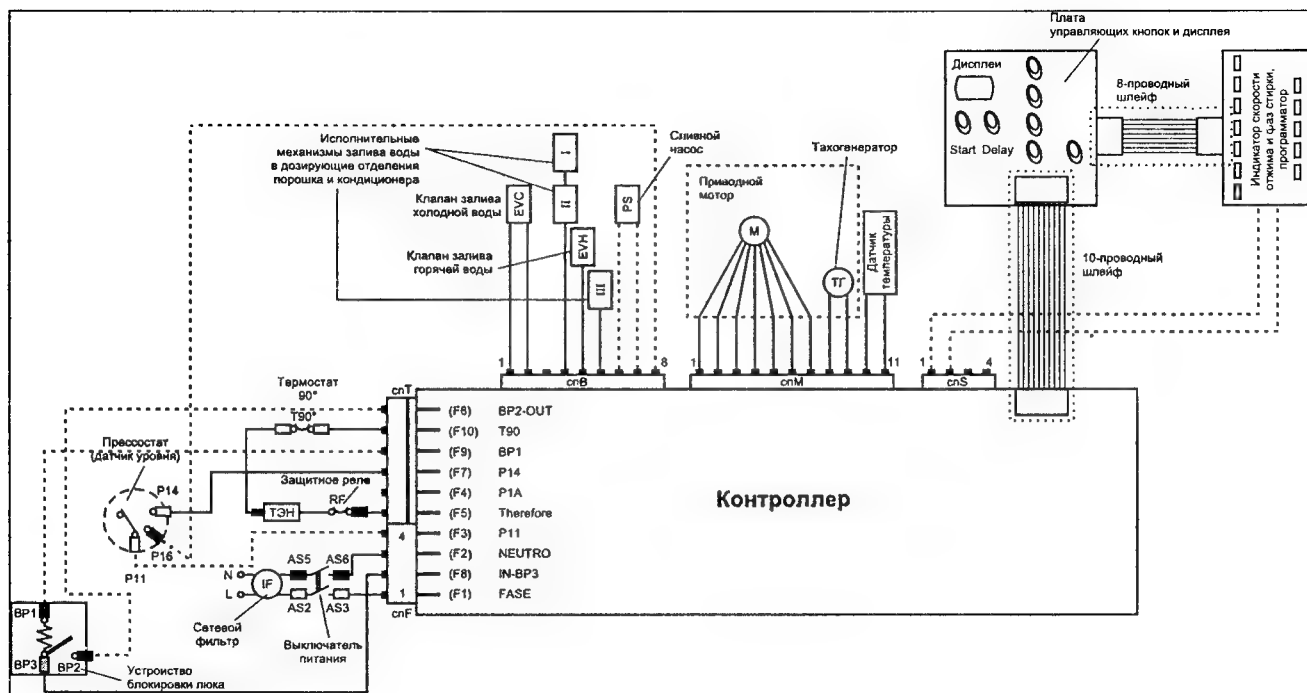 Плата
управляющих кнопок и дисплея
Дисплеи
Start Delay
8-проводный
шлейф
Индикатор скорости
отжима и фаз стирки,
программатор
10-проводный
шлейф
Исполнительные
механизмы залива воды
в дозирующие отделения
порошка и кондиционера
Клапан залива
холодной воды
Клапан залива
горячей воды
EVC
I
II
EVH
III
PS
Сливной
насос
Приводной
мотор
M
Тахогенератор
ТГ
Датчик
температуры
1
8
cnB
1
11
cnM
1
4
cnS
Термостат
90°
T90°
cnT
(F6) BP2-OUT
(F10) T90
(F9) BP1
(F7) P14
(F4) P1A
(F5) Therefore
(F3) P11
(F2) NEUTRO
(F8) IN-BP3
(F1) FASE
4
1
cnF
Контроллер
Прессостат
(датчик уровня)
P14
P16
P11
Защитное реле
RF
ТЭН
N
L
IF
AS5
AS6
AS2
AS3
Сетевой
фильтр
Выключатель
питания
BP1
BP3
BP2
Устройство
блокировки люка